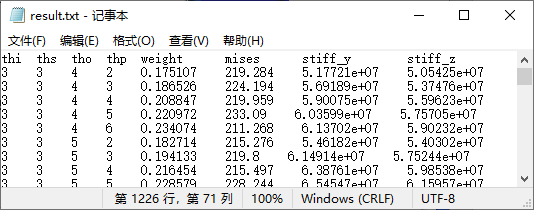 result.txt - 记事本
文件(F) 编辑(E) 格式(O) 查看(V) 帮助(H)
thi ths tho thp weight mises stiff_y stiff_z
3 3 4 2 0.175107 219.284 5.17721e+07 5.05425e+07
3 3 4 3 0.186526 224.194 5.69189e+07 5.37476e+07
3 3 4 4 0.208847 219.959 5.90075e+07 5.59623e+07
3 3 4 5 0.220972 233.09 6.03599e+07 5.75705e+07
3 3 4 6 0.234074 211.268 6.13702e+07 5.90232e+07
3 3 5 2 0.182714 215.276 5.46182e+07 5.40302e+07
3 3 5 3 0.194133 219.8 6.14914e+07 5.75244e+07
3 3 5 4 0.216454 215.497 6.38761e+07 5.98538e+07
3 3 5 5 0.228579 228.244 6.54547e+07 6.15957e+07
第 1226 行，第 71 列 100% Windows (CRLF) UTF-8